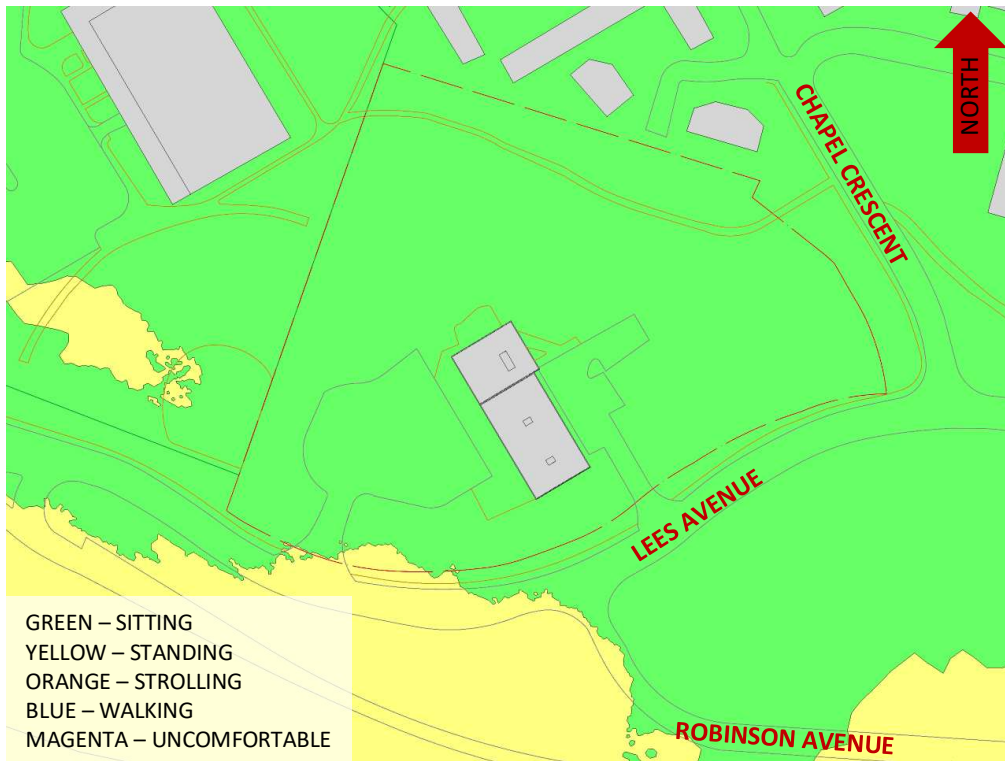 NORTH
CHAPEL CRESCENT
LEES AVENUE
ROBINSON AVENUE
GREEN – SITTING
YELLOW – STANDING
ORANGE – STROLLING
BLUE – WALKING
MAGENTA – UNCOMFORTABLE